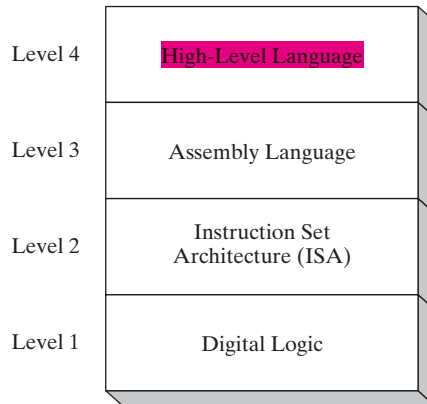 Level 4
High-Level Language
Level 3
Assembly Language
Level 2
Instruction Set
Architecture (ISA)
Level 1
Digital Logic